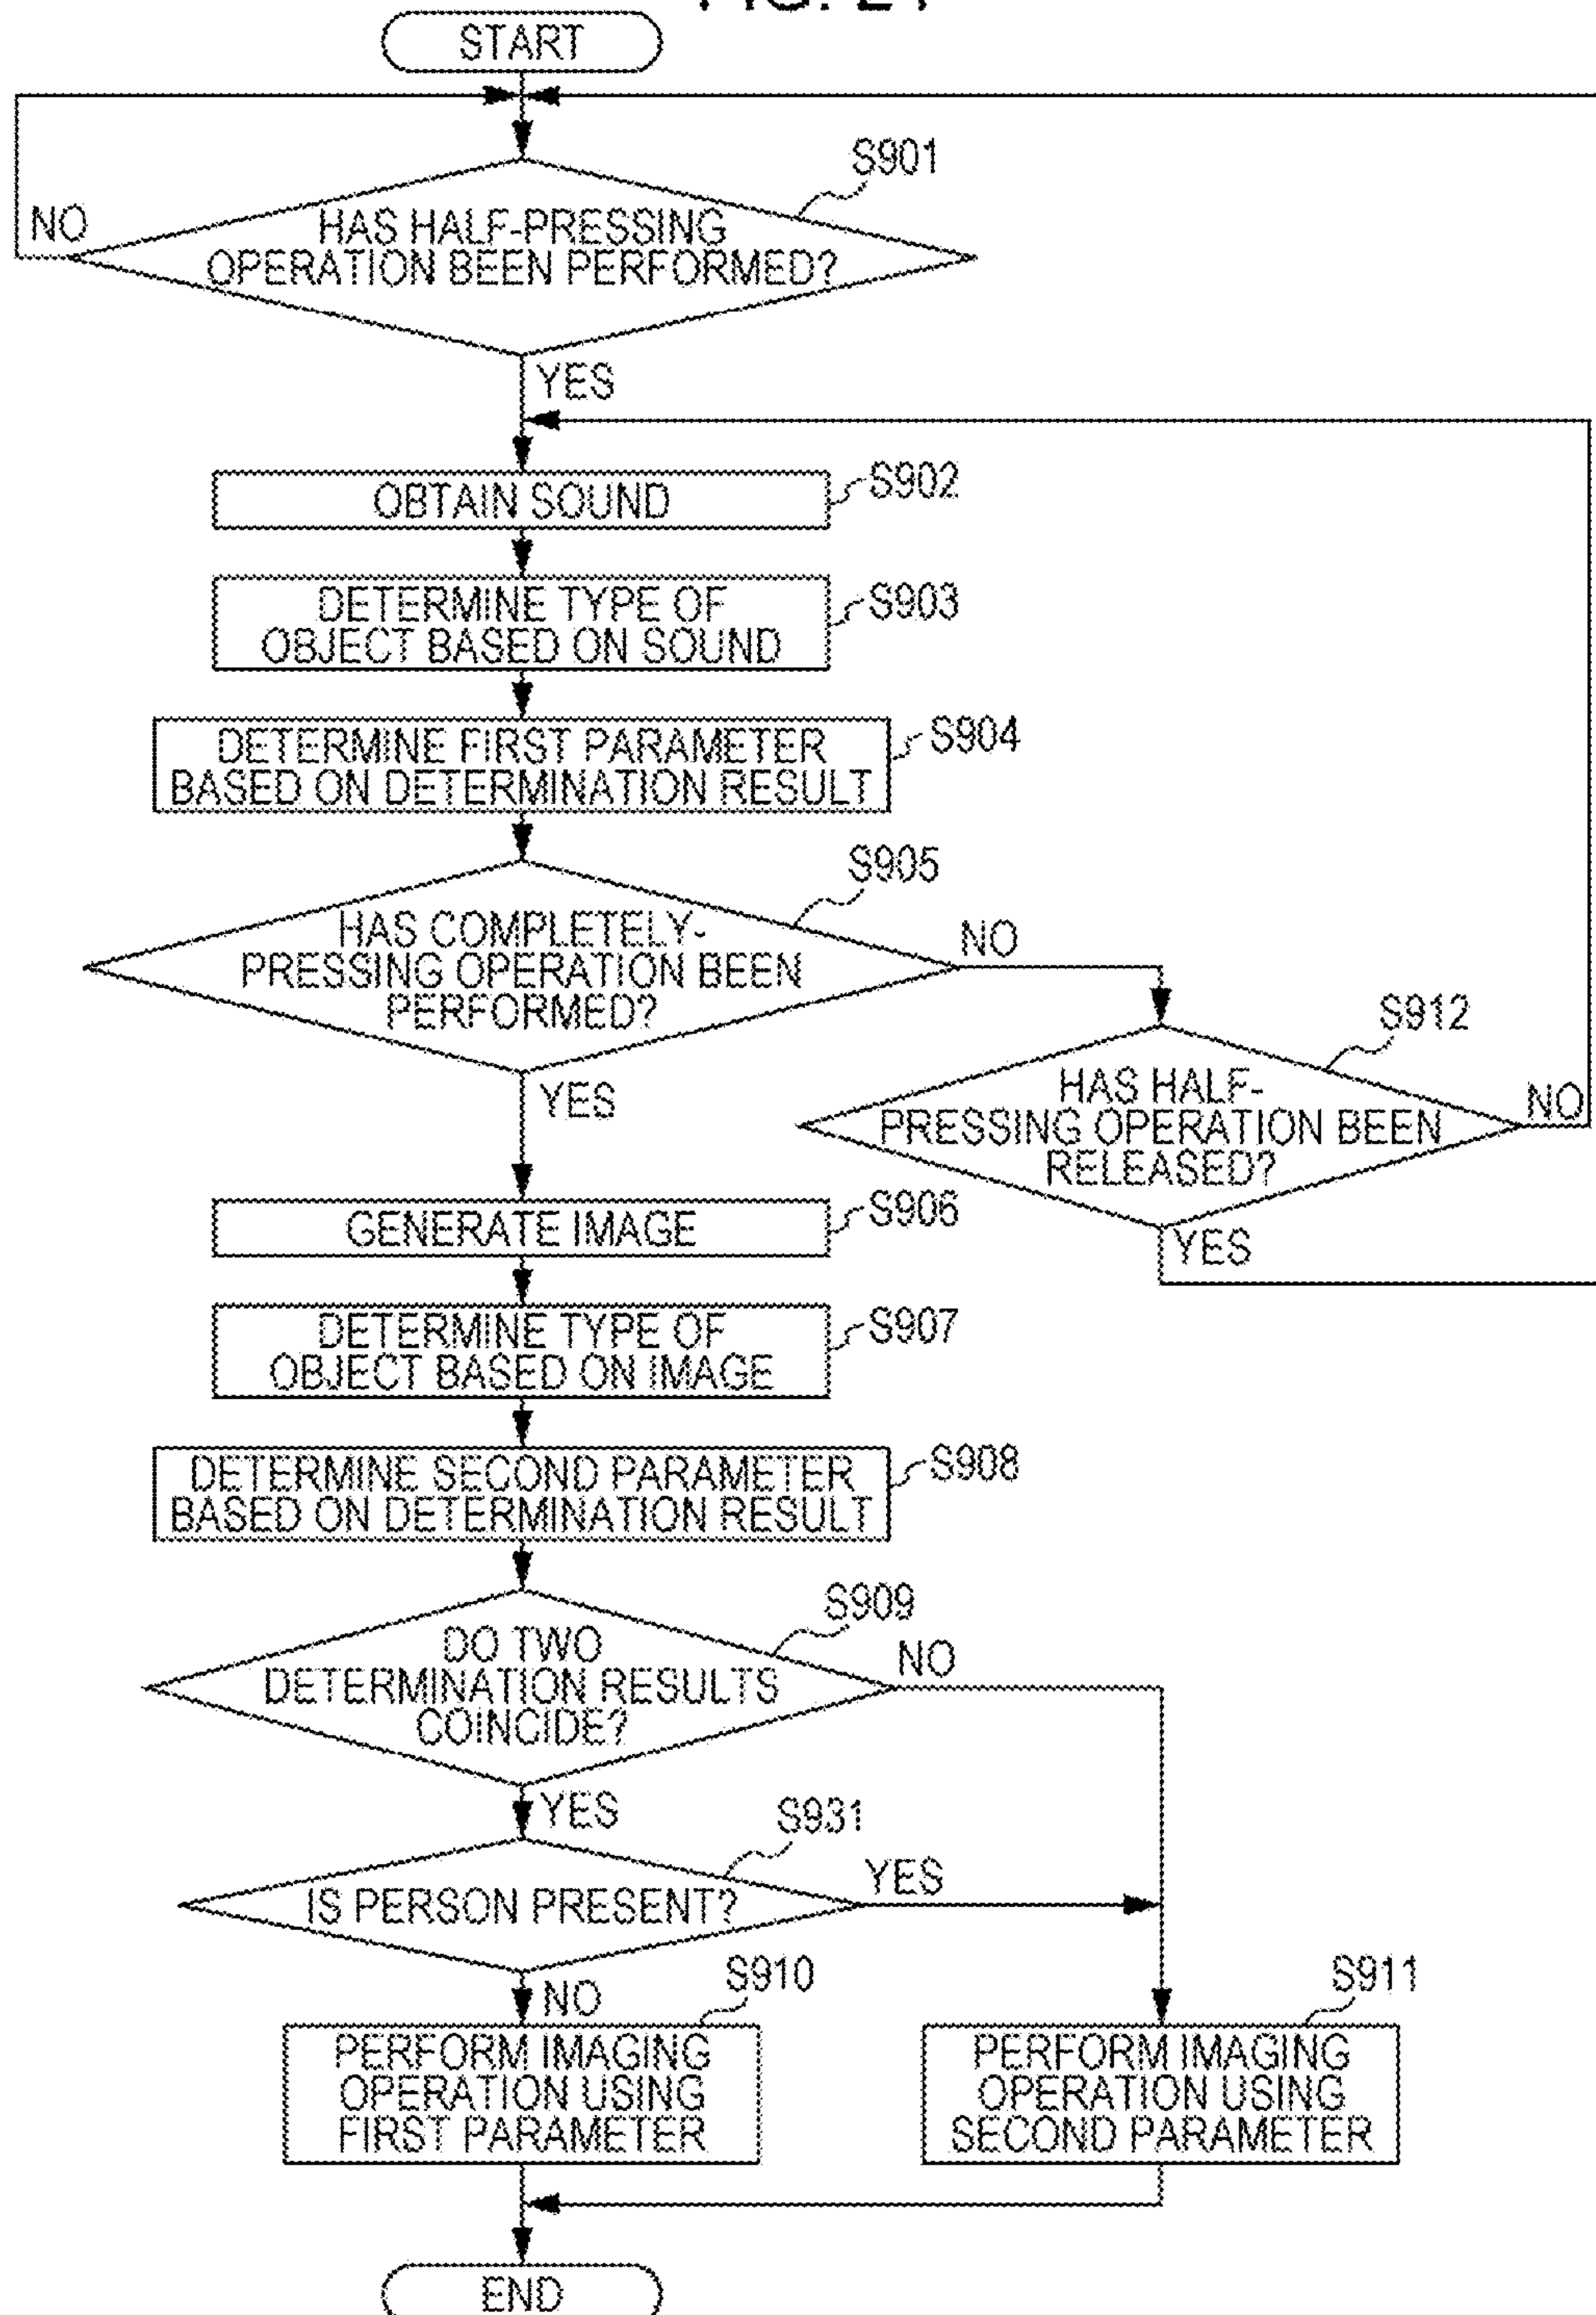 START
S901
NO
HAS HALF-PRESSING
OPERATION BEEN PERFORMED?
YES
OBTAIN SOUND
S902
DETERMINE TYPE OF
OBJECT BASED ON SOUND
S903
DETERMINE FIRST PARAMETER
BASED ON DETERMINATION RESULT
S904
S905
HAS COMPLETELY-
PRESSING OPERATION BEEN
PERFORMED?
NO
YES
S912
HAS HALF-
PRESSING OPERATION BEEN
RELEASED?
NO
YES
GENERATE IMAGE
S906
DETERMINE TYPE OF
OBJECT BASED ON IMAGE
S907
DETERMINE SECOND PARAMETER
BASED ON DETERMINATION RESULT
S908
S909
DO TWO
DETERMINATION RESULTS
COINCIDE?
NO
YES
S931
IS PERSON PRESENT?
YES
NO
S910
PERFORM IMAGING
OPERATION USING
FIRST PARAMETER
S911
PERFORM IMAGING
OPERATION USING
SECOND PARAMETER
END